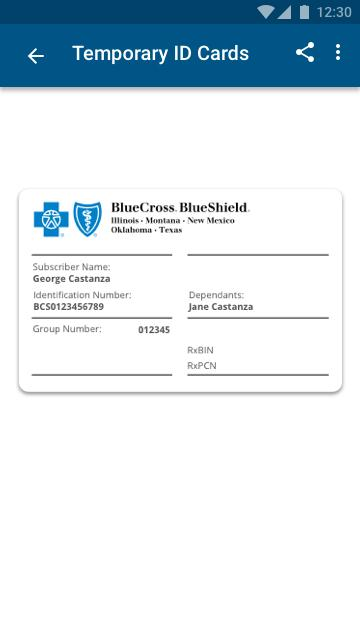 12:30
Temporary ID Cards
BlueCross BlueShield.
Illinois · Montana · New Mexico
Oklahoma · Texas
Subscriber Name:
George Castanza
Identification Number:
BCS0123456789
Dependants:
Jane Castanza
Group Number: 012345
RxBIN
RxPCN